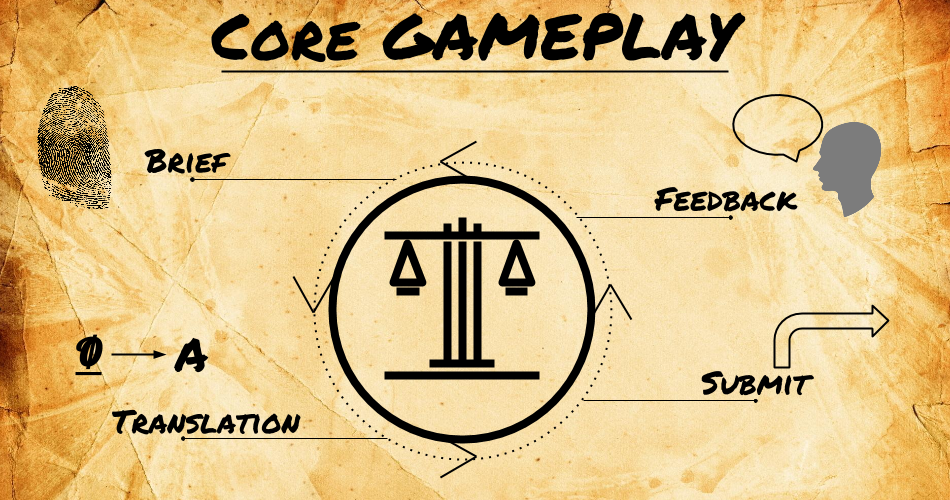 Core GAMEPLAY
Brief
Feedback
Ø → A
Submit
Translation